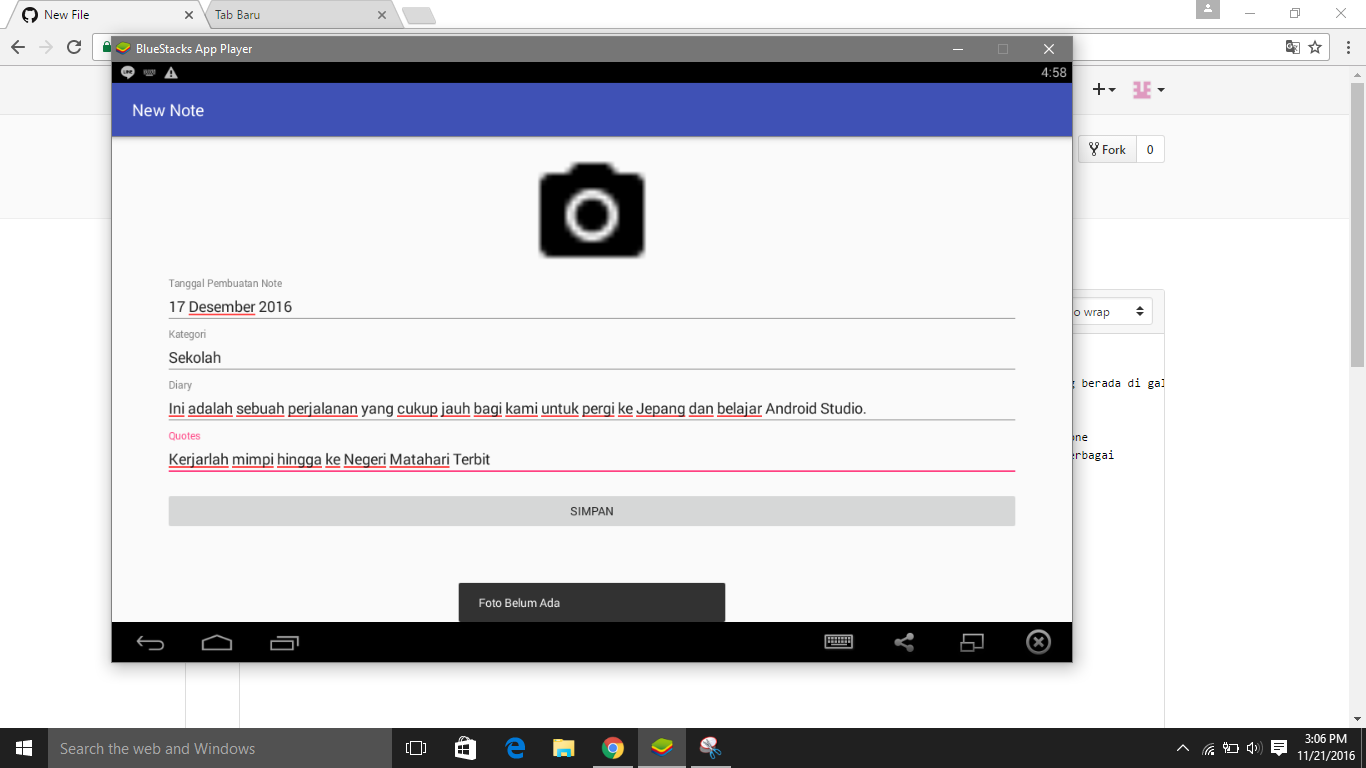 New File
Tab Baru
BlueStacks App Player
4:58
New Note
Fork 0
Tanggal Pembuatan Note
17 Desember 2016
Kategori
Sekolah
o wrap
Diary
g berada di gal
Ini adalah sebuah perjalanan yang cukup jauh bagi kami untuk pergi ke Jepang dan belajar Android Studio.
Quotes
one
Kerjarlah mimpi hingga ke Negeri Matahari Terbit
erbagai
SIMPAN
Foto Belum Ada
Search the web and Windows
3:06 PM
11/21/2016